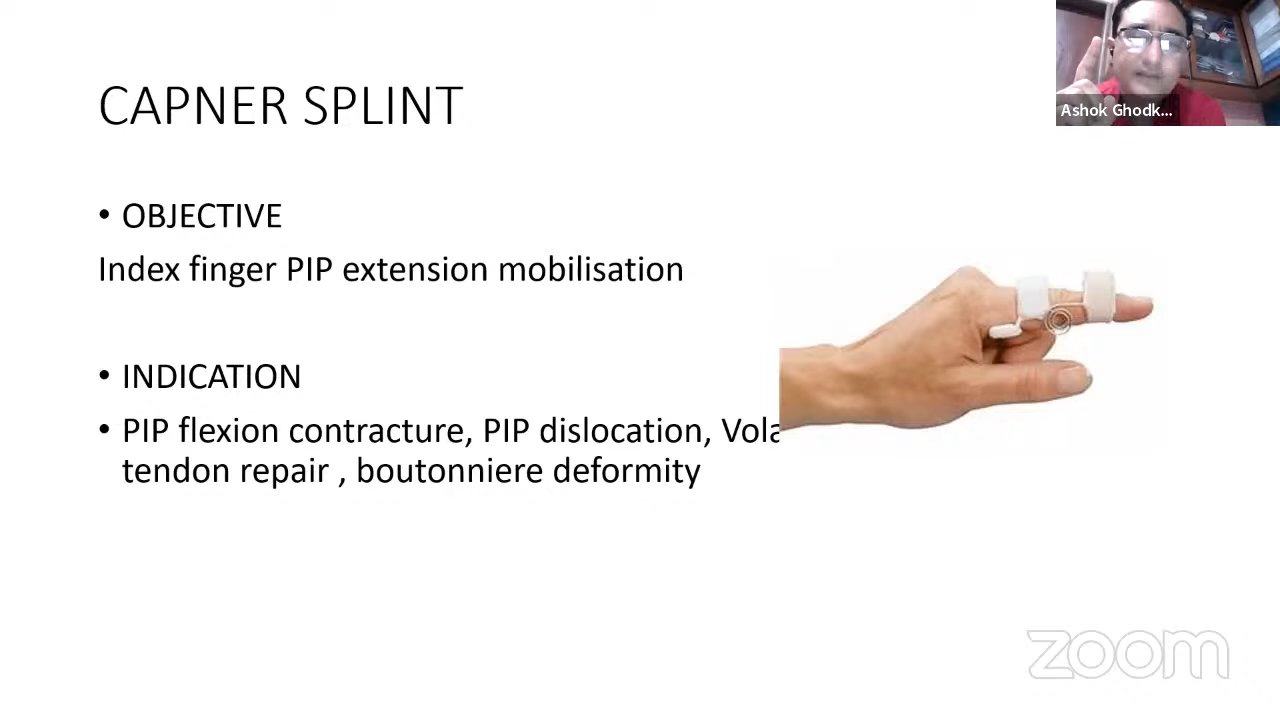 CAPNER SPLINT
Ashok Ghodk...
• OBJECTIVE
Index finger PIP extension mobilisation
• INDICATION
• PIP flexion contracture, PIP dislocation,
tendon repair , boutonniere deformity
zoom